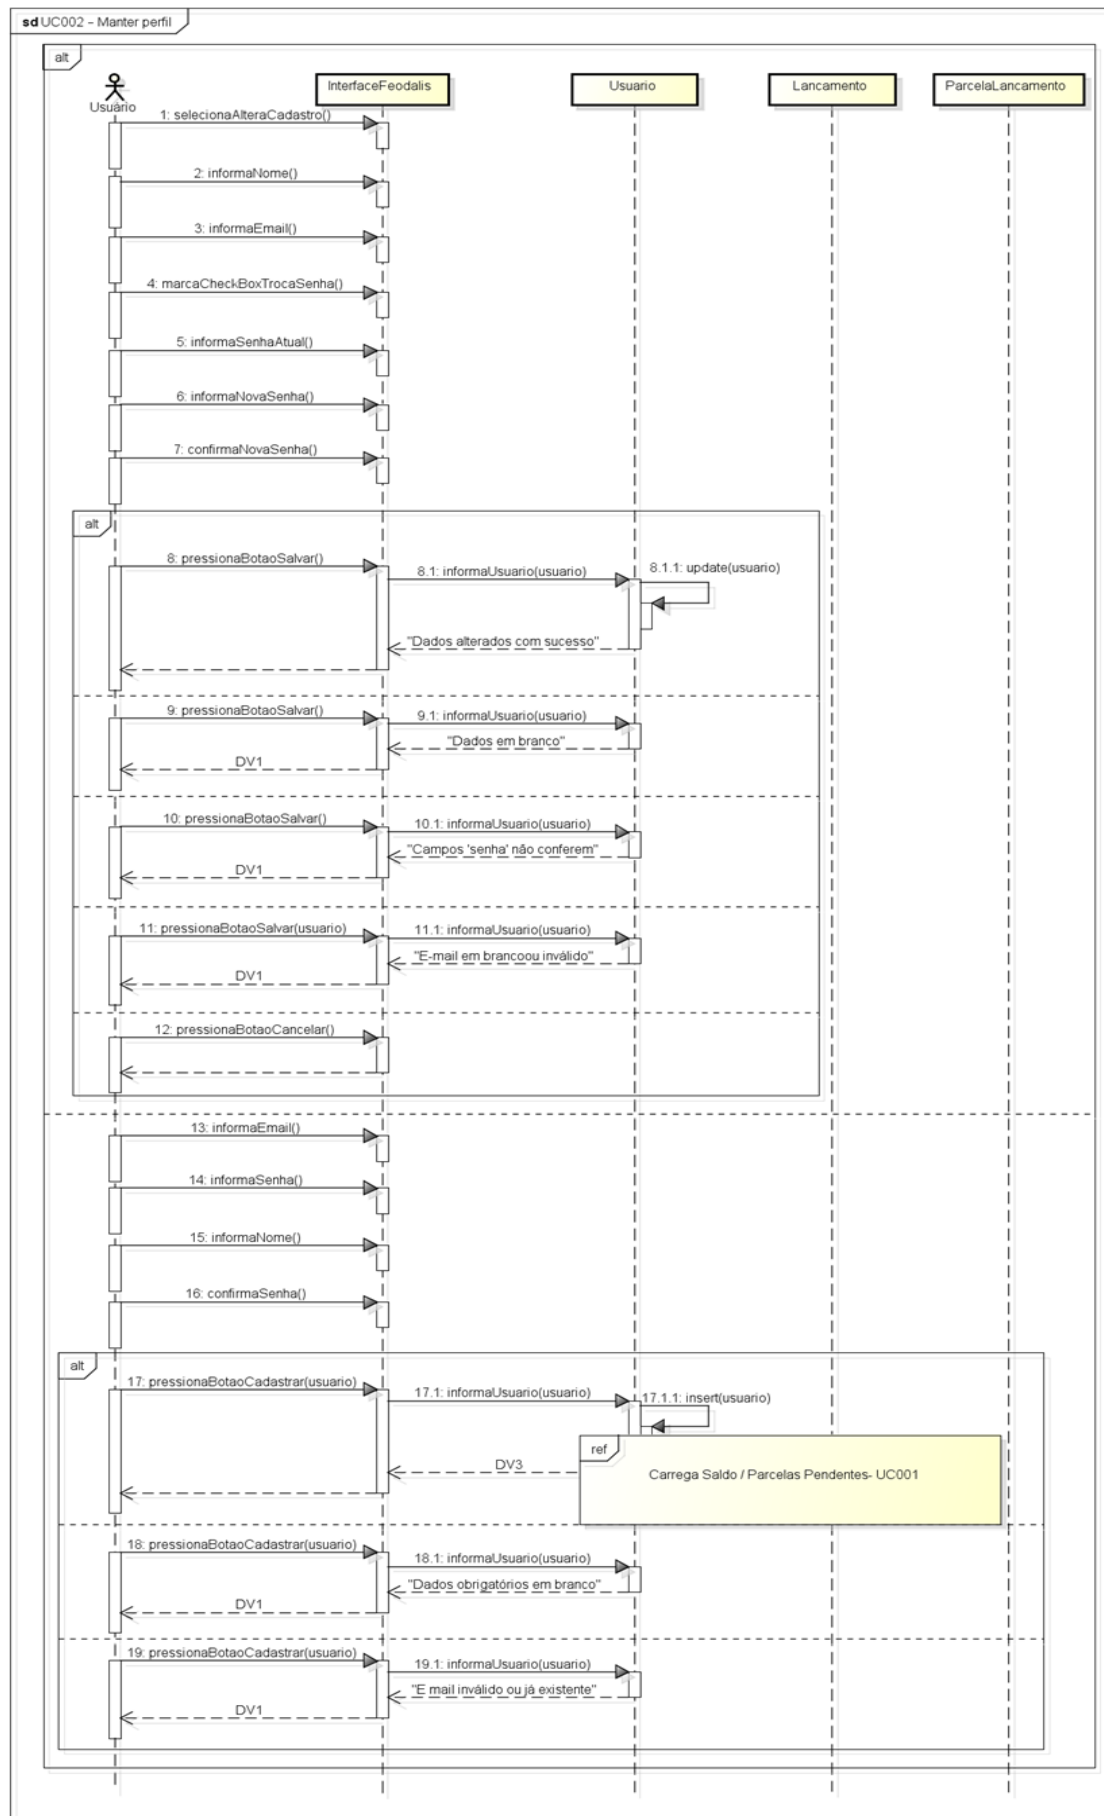 sd UC002 – Manter perfil
alt
Usuário
InterfaceFeodalis
Usuario
Lancamento
ParcelaLancamento
1: selecionaAlteraCadastro()
2: informaNome()
3: informaEmail()
4: marcaCheckBoxTrocaSenha()
5: informaSenhaAtual()
6: informaNovaSenha()
7: confirmaNovaSenha()
alt
8: pressionaBotaoSalvar()
8.1: informaUsuario(usuario)
8.1.1: update(usuario)
"Dados alterados com sucesso"
9: pressionaBotaoSalvar()
9.1: informaUsuario(usuario)
"Dados em branco"
DV1
10: pressionaBotaoSalvar()
10.1: informaUsuario(usuario)
"Campos 'senha' não conferem"
DV1
11: pressionaBotaoSalvar(usuario)
11.1: informaUsuario(usuario)
"E-mail em brancoou inválido"
DV1
12: pressionaBotaoCancelar()
13: informaEmail()
14: informaSenha()
15: informaNome()
16: confirmaSenha()
alt
17: pressionaBotaoCadastrar(usuario)
17.1: informaUsuario(usuario)
17.1.1: insert(usuario)
ref
DV3
Carrega Saldo / Parcelas Pendentes- UC001
18: pressionaBotaoCadastrar(usuario)
18.1: informaUsuario(usuario)
"Dados obrigatórios em branco"
DV1
19: pressionaBotaoCadastrar(usuario)
19.1: informaUsuario(usuario)
"E mail inválido ou já existente"
DV1